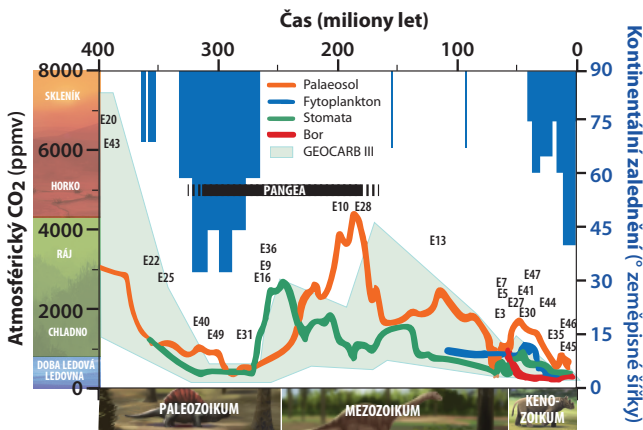 Čas (miliony let)
400 300 200 100 0
Atmosférický CO2 (ppmv)
8000
6000
4000
2000
0
Kontinentální zalednění (° zeměpisné šířky)
90
75
60
45
30
15
0
SKLENÍK
HORKO
RÁJ
CHLADNO
DOBA LEDOVÁ
LEDOVNA
Palaeosol
Fytoplankton
Stomata
Bor
GEOCARB III
PANGEA
E20
E43
E22
E25
E40
E49
E31
E36
E9
E16
E10 E28
E13
E7
E5
E3
E47
E41
E27
E30
E44
E46
E35
E45
PALEOZOIKUM
MEZOZOIKUM
KENO-
ZOIKUM